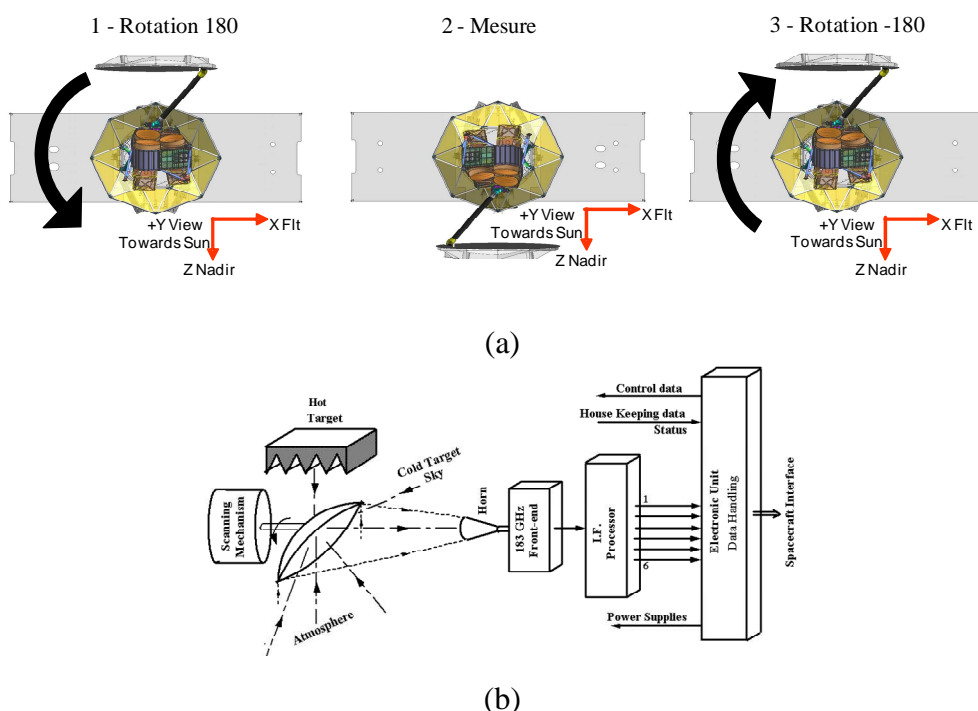 1 - Rotation 180
2 - Mesure
3 - Rotation -180
+Y View
Towards Sun
X Flt
Z Nadir
+Y View
Towards Sun
X Flt
Z Nadir
+Y View
Towards Sun
X Flt
Z Nadir
(a)
Hot
Target
Scanning
Mechanism
Cold Target
Sky
Horn
Atmosphere
183 GHz
Front-end
I.F.
Processor
1
6
Control data
House Keeping data
Status
Electronic Unit
Data Handling
Power Supplies
Spacecraft Interface
(b)